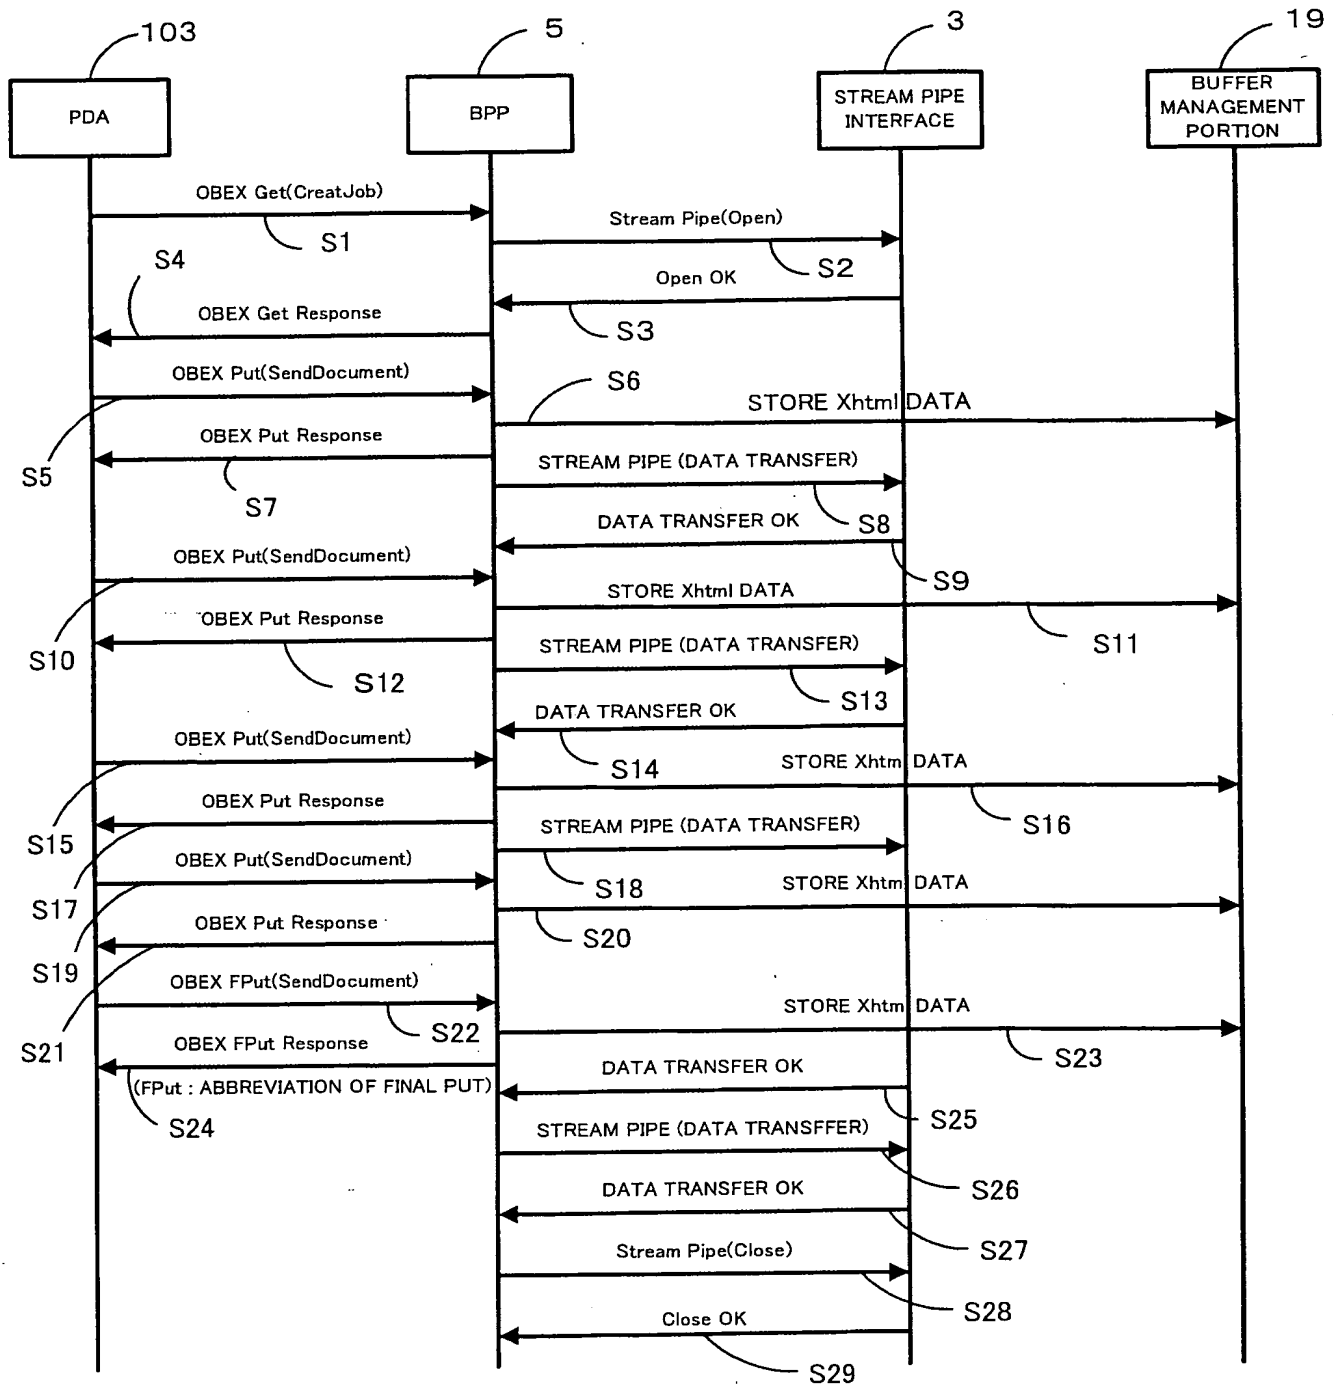 103
5
3
19
PDA
BPP
STREAM PIPE
INTERFACE
BUFFER
MANAGEMENT
PORTION
OBEX Get(CreatJob)
S1
Stream Pipe(Open)
S2
Open OK
S3
S4
OBEX Get Response
OBEX Put(SendDocument)
S5
S6
STORE Xhtml DATA
OBEX Put Response
S7
STREAM PIPE (DATA TRANSFER)
S8
DATA TRANSFER OK
S9
OBEX Put(SendDocument)
S10
STORE Xhtml DATA
S11
OBEX Put Response
S12
STREAM PIPE (DATA TRANSFER)
S13
DATA TRANSFER OK
S14
OBEX Put(SendDocument)
S15
STORE Xhtml DATA
S16
OBEX Put Response
S17
STREAM PIPE (DATA TRANSFER)
S18
OBEX Put(SendDocument)
S19
STORE Xhtml DATA
S20
OBEX Put Response
S21
OBEX FPut(SendDocument)
S22
STORE Xhtml DATA
S23
OBEX FPut Response
(FPut : ABBREVIATION OF FINAL PUT)
S24
DATA TRANSFER OK
S25
STREAM PIPE (DATA TRANSFFER)
S26
DATA TRANSFER OK
S27
Stream Pipe(Close)
S28
Close OK
S29